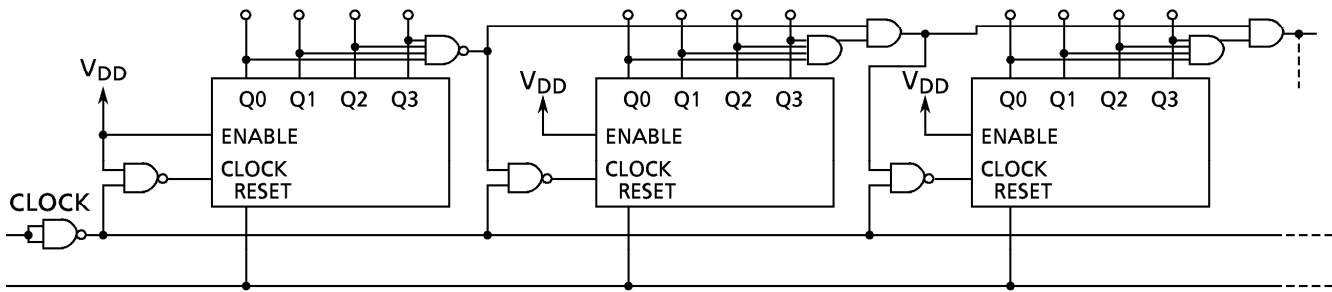 Q0 Q1 Q2 Q3
Q0 Q1 Q2 Q3
Q0 Q1 Q2 Q3
VDD
VDD
VDD
ENABLE
ENABLE
ENABLE
CLOCK
CLOCK
CLOCK
RESET
RESET
RESET
CLOCK